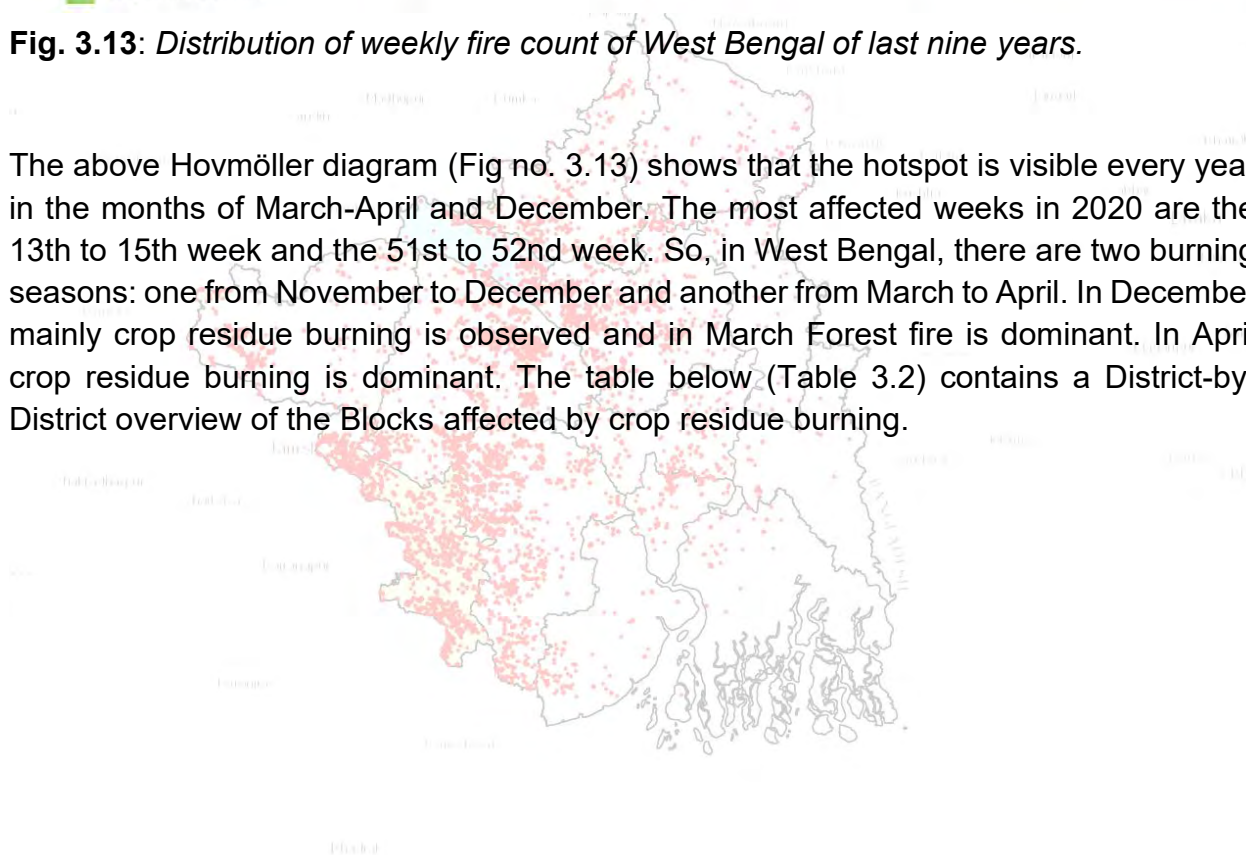 Fig. 3.13: Distribution of weekly fire count of West Bengal of last nine years.
The above Hovmöller diagram (Fig no. 3.13) shows that the hotspot is visible every yea
in the months of March-April and December. The most affected weeks in 2020 are the
13th to 15th week and the 51st to 52nd week. So, in West Bengal, there are two burning
seasons: one from November to December and another from March to April. In Decembe
mainly crop residue burning is observed and in March Forest fire is dominant. In Apri
crop residue burning is dominant. The table below (Table 3.2) contains a District-by
District overview of the Blocks affected by crop residue burning.